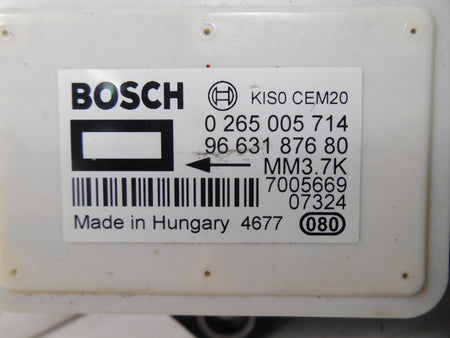 BOSCH KIS0 CEM20
0 265 005 714
96 631 876 80
MM3.7K
7005669
07324
Made in Hungary 4677 080